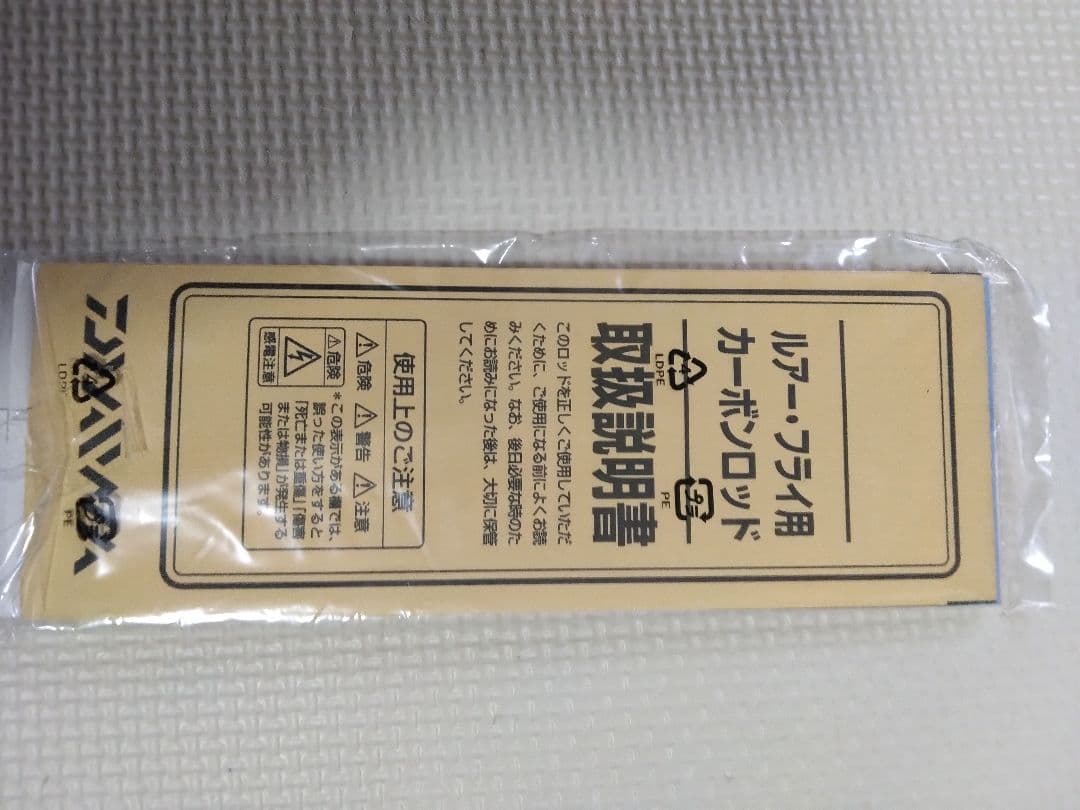 ルアー・フライ用
カーボンロッド
4
LDPE
プラ
PE
取扱説明書
このロッドを正しくご使用していただ
くために、ご使用になる前によくお読
みください。なお、後日必要な時のた
めにお読みになった後は、大切に保管
してください。
使用上のご注意
危険 警告 注意
危険
感電注意
*この表示がある欄では、
誤った使い方をすると
「死亡または重傷」「傷害
または物損」が発生する
可能性があります。
DAIWA
PE